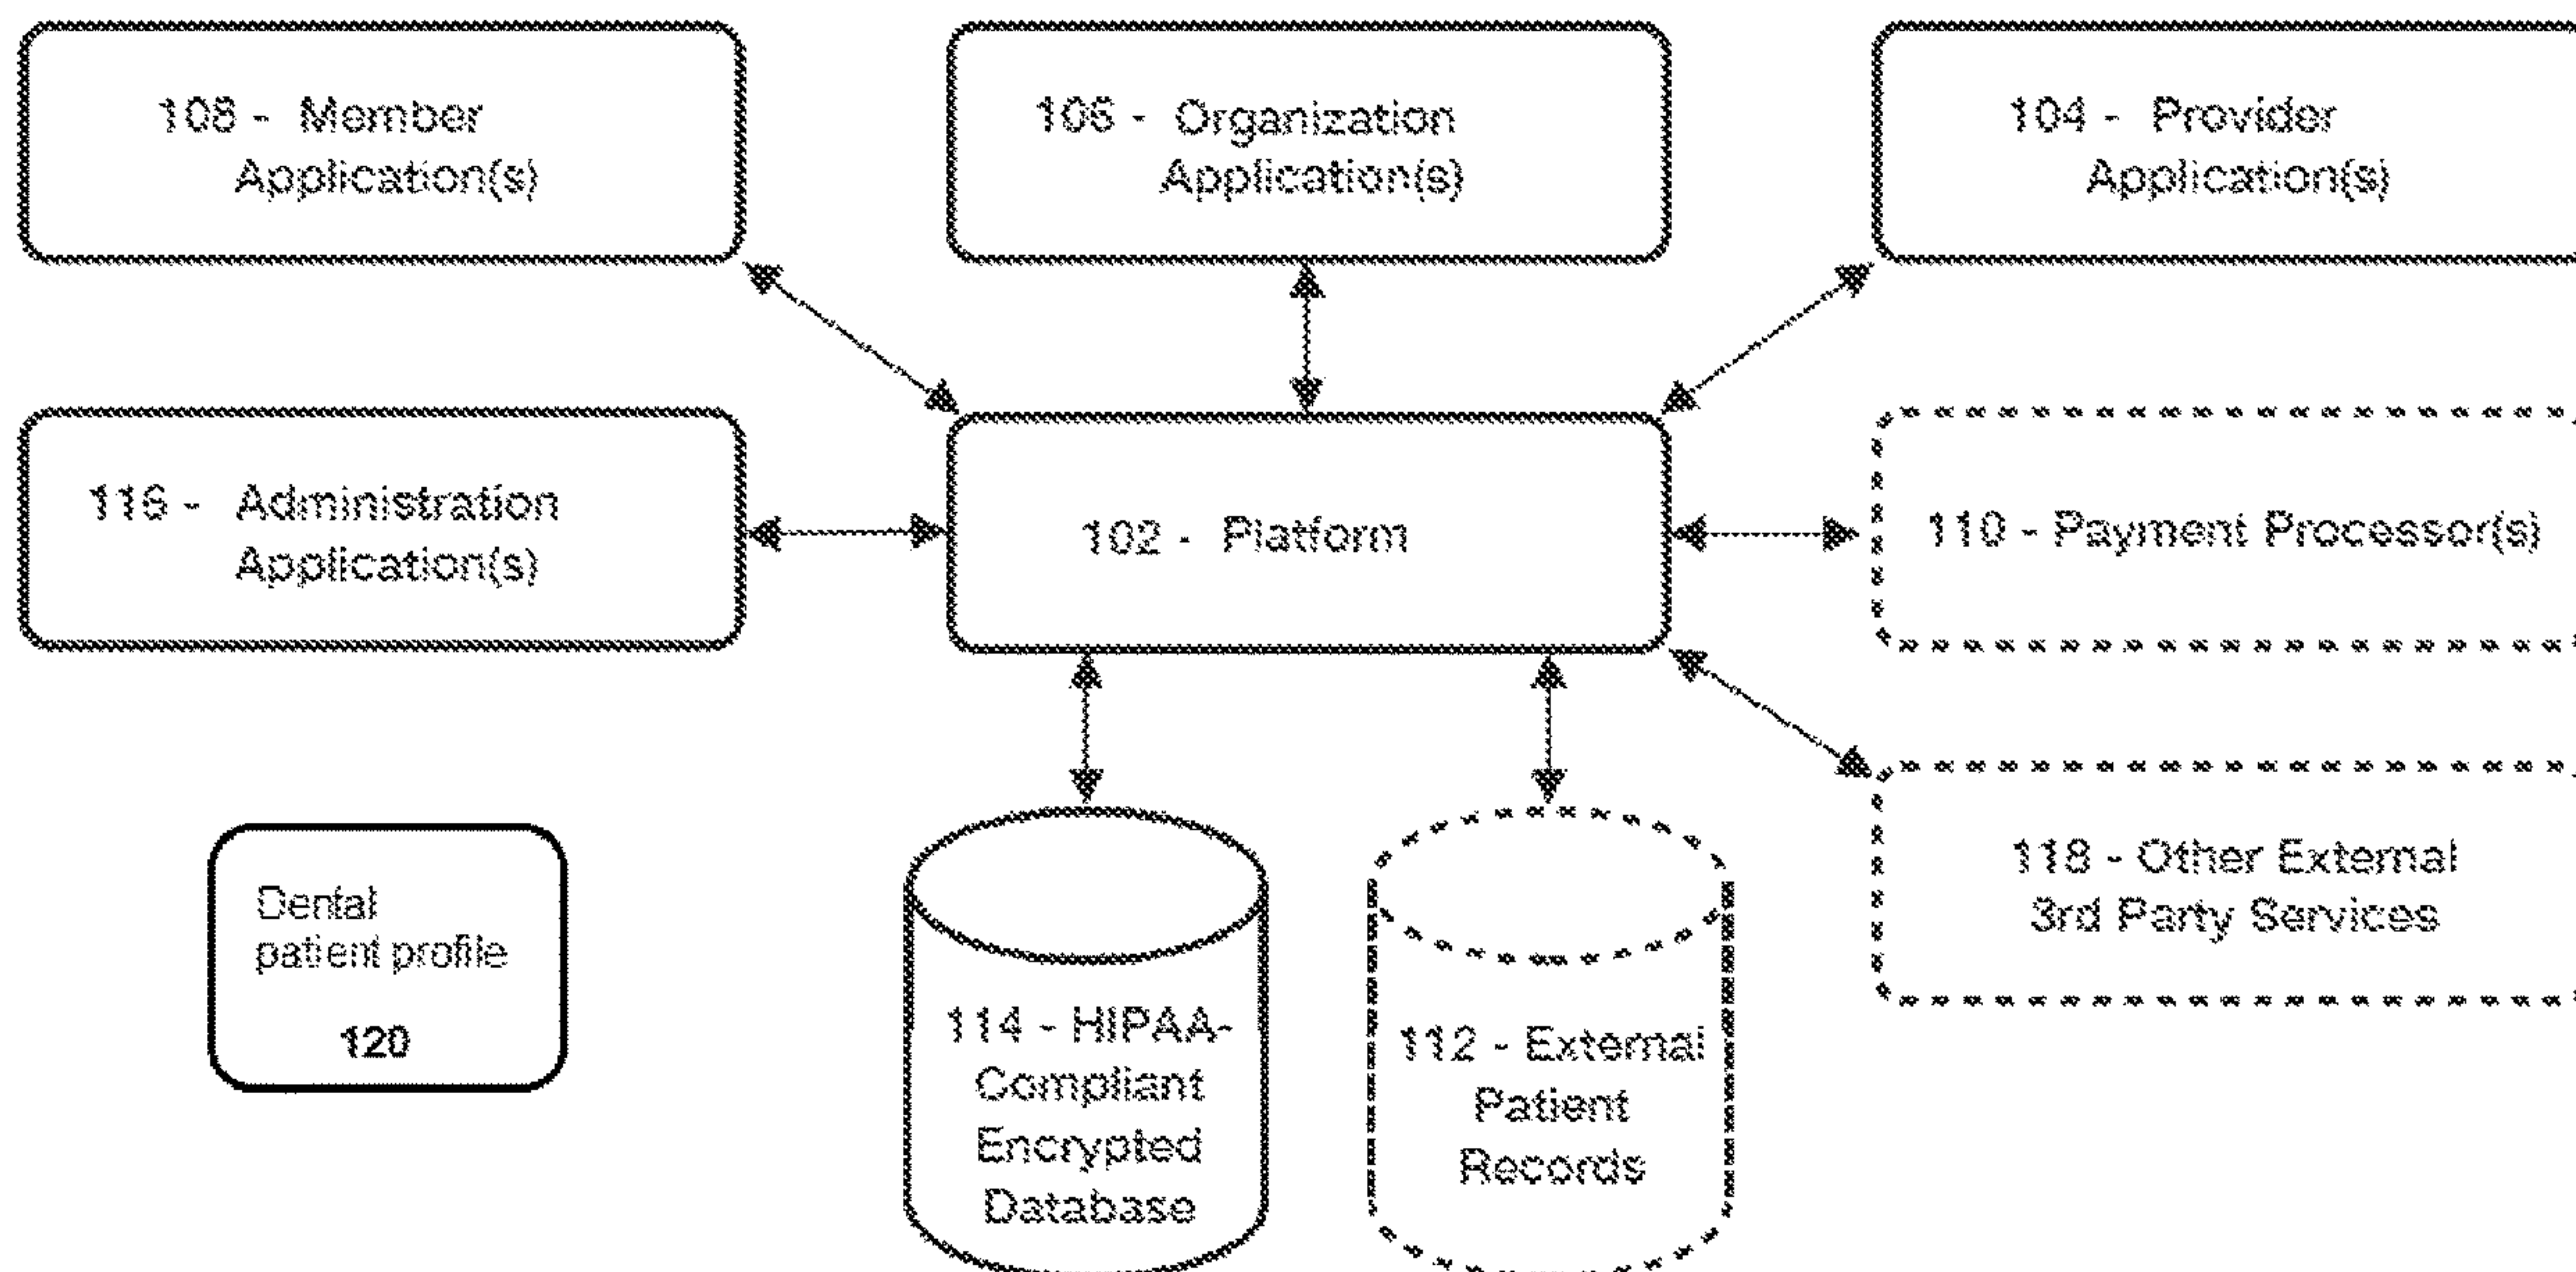 108 - Member
Application(s)
106 - Organization
Application(s)
104 - Provider
Application(s)
116 - Administration
Application(s)
102 - Platform
110 - Payment Processor(s)
118 - Other External
3rd Party Services
Dental
patient profile
120
114 - HIPAA-
Compliant
Encrypted
Database
112 - External
Patient
Records